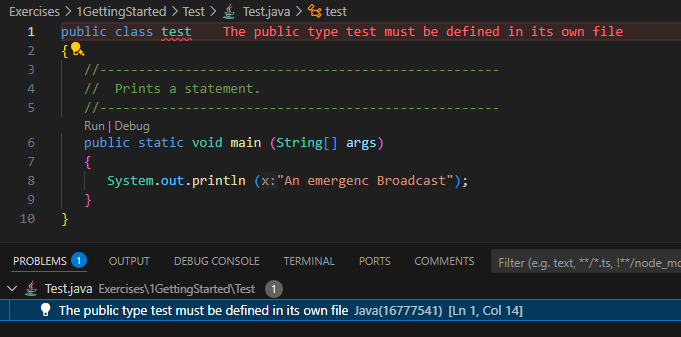 Exercises > 1GettingStarted > Test > Test.java > test
1 public class test The public type test must be defined in its own file
2 {
3 //----------------------------------------------------
4 // Prints a statement.
5 //----------------------------------------------------
Run | Debug
6 public static void main (String[] args)
7 {
8 System.out.println (x:"An emergenc Broadcast");
9 }
10 }
PROBLEMS 1 OUTPUT DEBUG CONSOLE TERMINAL PORTS COMMENTS Filter (e.g. text, **/*.ts, !**/node_mo
Test.java Exercises\1GettingStarted\Test 1
The public type test must be defined in its own file Java(16777541) [Ln 1, Col 14]